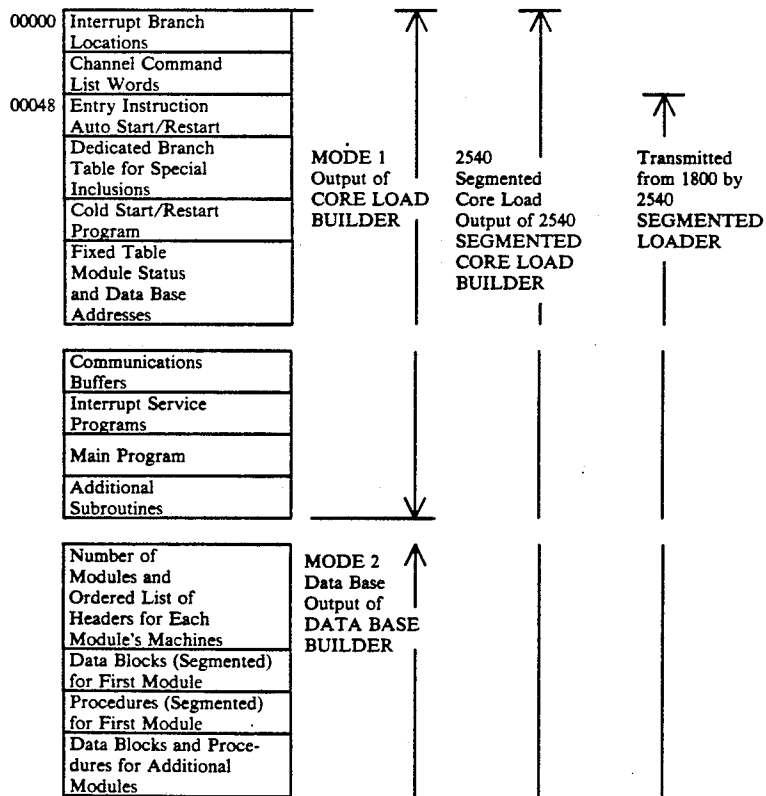 00000
Interrupt Branch
Locations
Channel Command
List Words
00048
Entry Instruction
Auto Start/Restart
Dedicated Branch
Table for Special
Inclusions
Cold Start/Restart
Program
Fixed Table
Module Status
and Data Base
Addresses
MODE 1
Output of
CORE LOAD
BUILDER
2540
Segmented
Core Load
Output of 2540
SEGMENTED
CORE LOAD
BUILDER
Transmitted
from 1800 by
2540
SEGMENTED
LOADER
Communications
Buffers
Interrupt Service
Programs
Main Program
Additional
Subroutines
Number of
Modules and
Ordered List of
Headers for Each
Module's Machines
Data Blocks (Segmented)
for First Module
Procedures (Segmented)
for First Module
Data Blocks and Proce-
dures for Additional
Modules
MODE 2
Data Base
Output of
DATA BASE
BUILDER